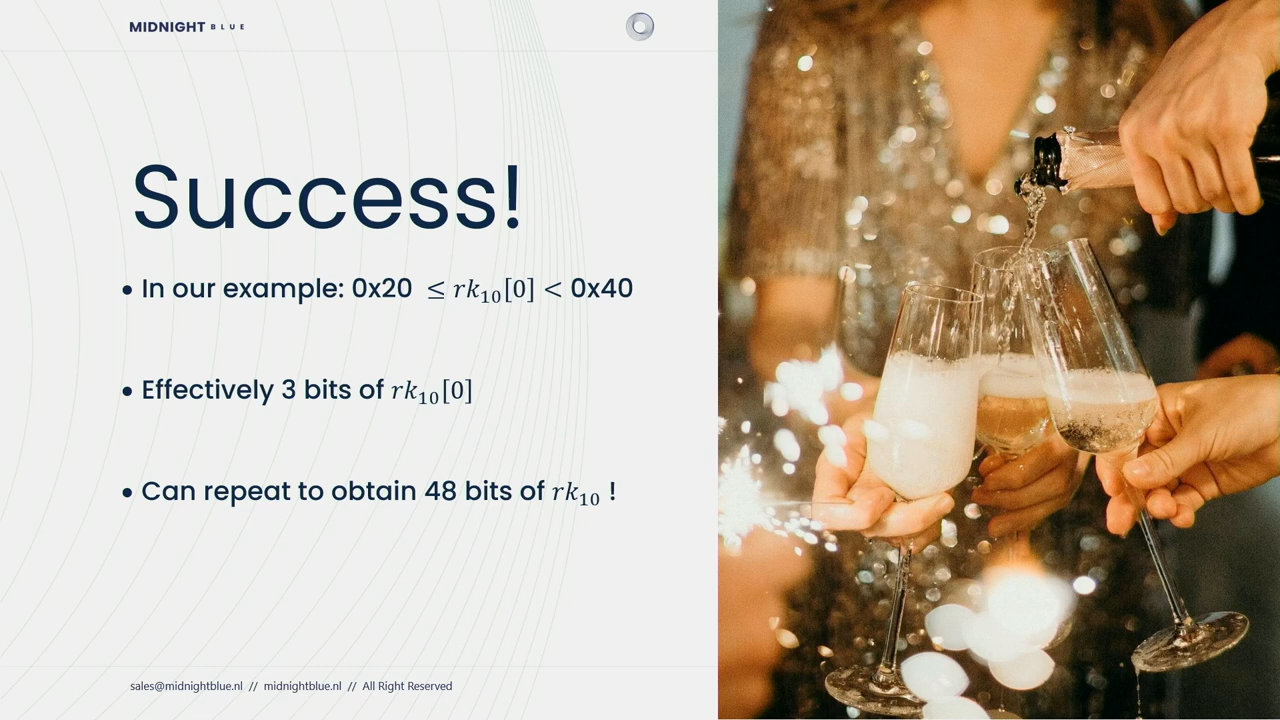 MIDNIGHT BLUE
Success!
• In our example: 0x20 ≤ 𝑟𝑘₁₀[0] < 0x40
• Effectively 3 bits of 𝑟𝑘₁₀[0]
• Can repeat to obtain 48 bits of 𝑟𝑘₁₀ !
sales@midnightblue.nl // midnightblue.nl // All Right Reserved